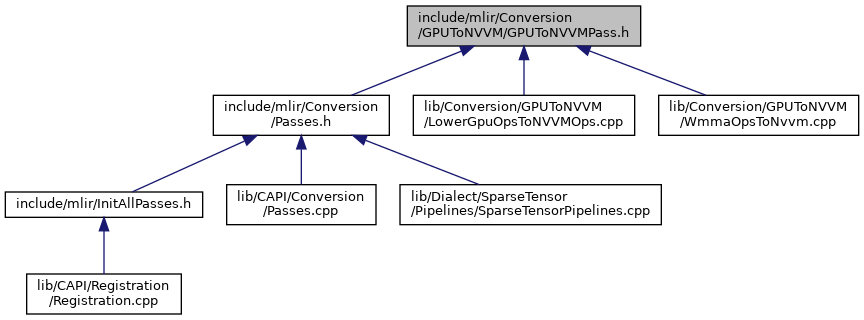 include/mlir/Conversion
/GPUToNVVM/GPUToNVVMPass.h
include/mlir/Conversion
/Passes.h
lib/Conversion/GPUToNVVM
/LowerGpuOpsToNVVMOps.cpp
lib/Conversion/GPUToNVVM
/WmmaOpsToNvvm.cpp
include/mlir/InitAllPasses.h
lib/CAPI/Conversion
/Passes.cpp
lib/Dialect/SparseTensor
/Pipelines/SparseTensorPipelines.cpp
lib/CAPI/Registration
/Registration.cpp